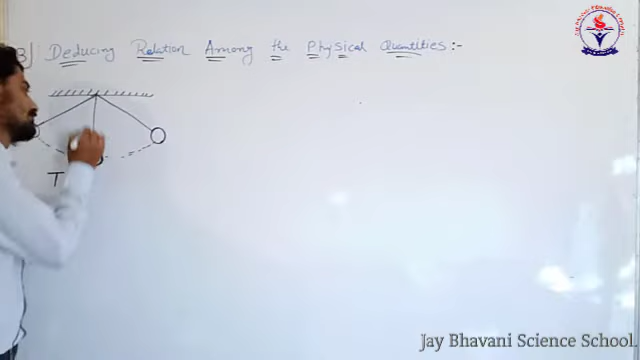 3) Deducing Relation Among the Physical Quantities :-
T
Jay Bhavani Science School.